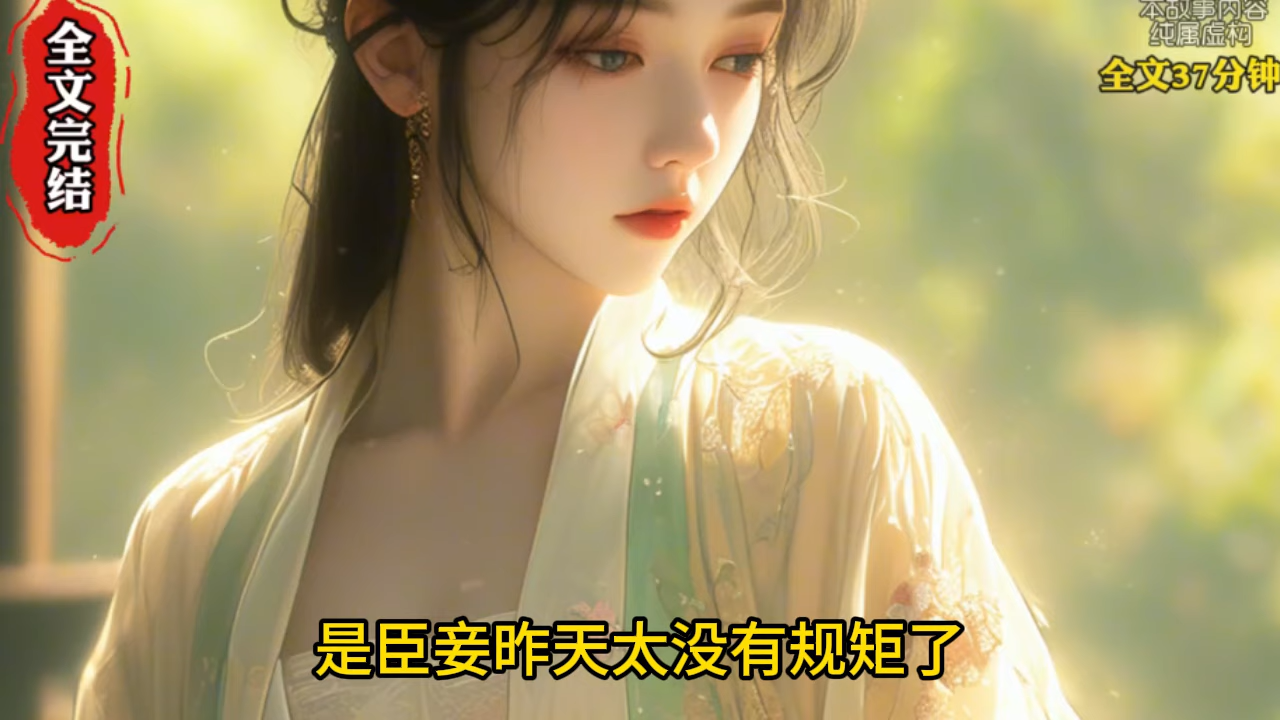 全文完结
本故事内容
纯属虚构
全文37分钟
是臣妾昨天太没有规矩了